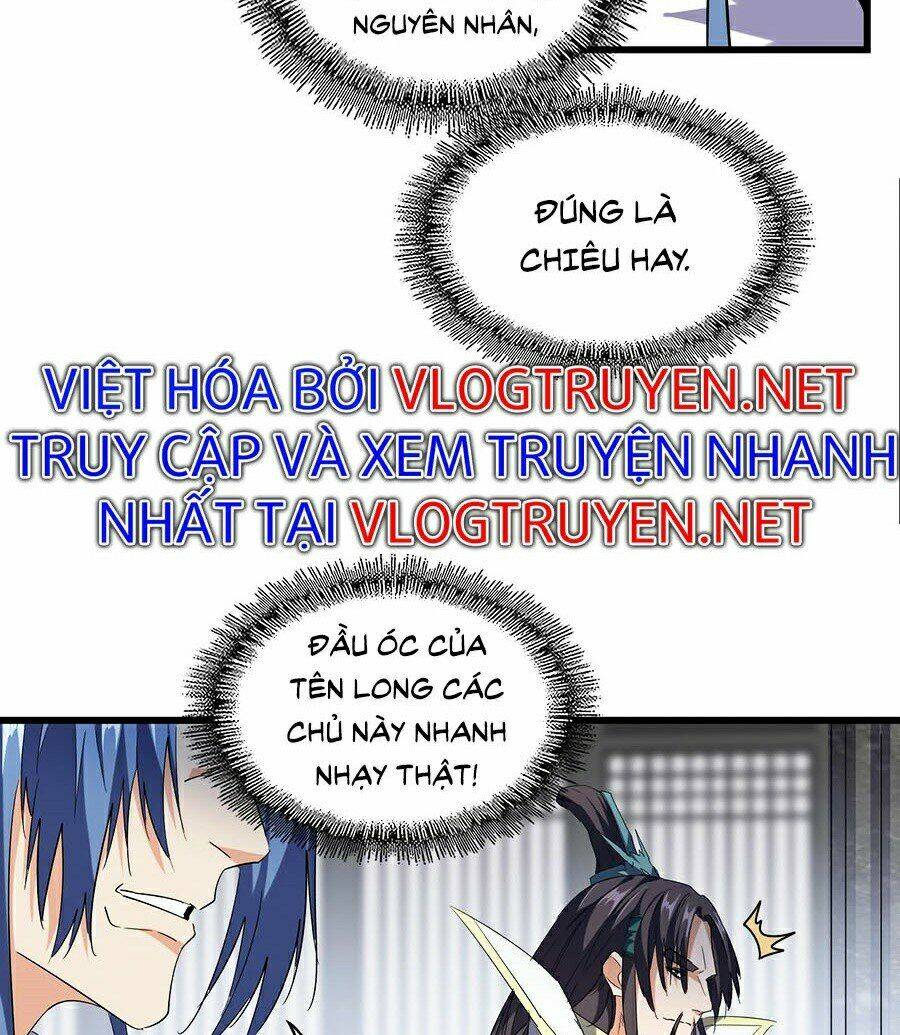 NGUYÊN NHÂN,
ĐÚNG LÀ
CHIÊU HAY.
VIỆT HÓA BỞI VLOGTRUYEN.NET
TRUY CẬP VÀ XEM TRUYỆN NHANH
NHẤT TẠI VLOGTRUYEN.NET
ĐẦU ÓC CỦA
TÊN LONG CÁC
CHỦ NÀY NHANH
NHẠY THẬT!